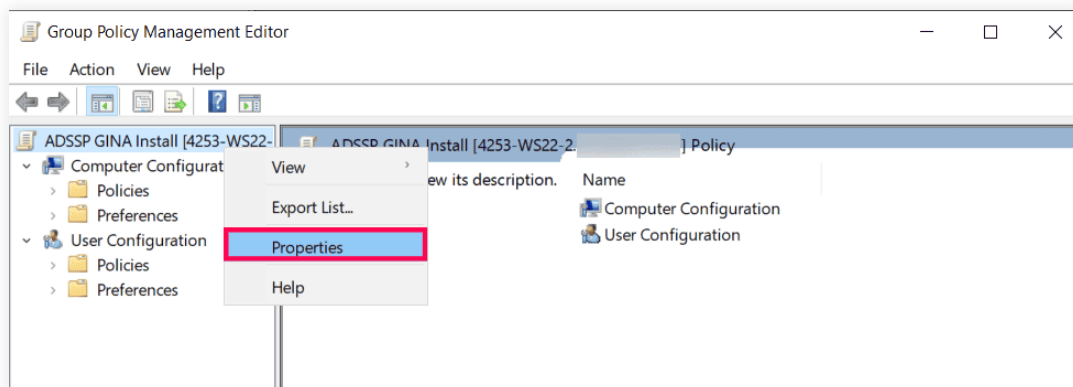 Group Policy Management Editor
File Action View Help
ADSSP GINA Install [4253-WS22-
Computer Configurat
Policies
Preferences
User Configuration
Policies
Preferences
View
Export List...
Properties
Help
ADSSP GINA Install [4253-WS22-2. ] Policy
ew its description.
Name
Computer Configuration
User Configuration